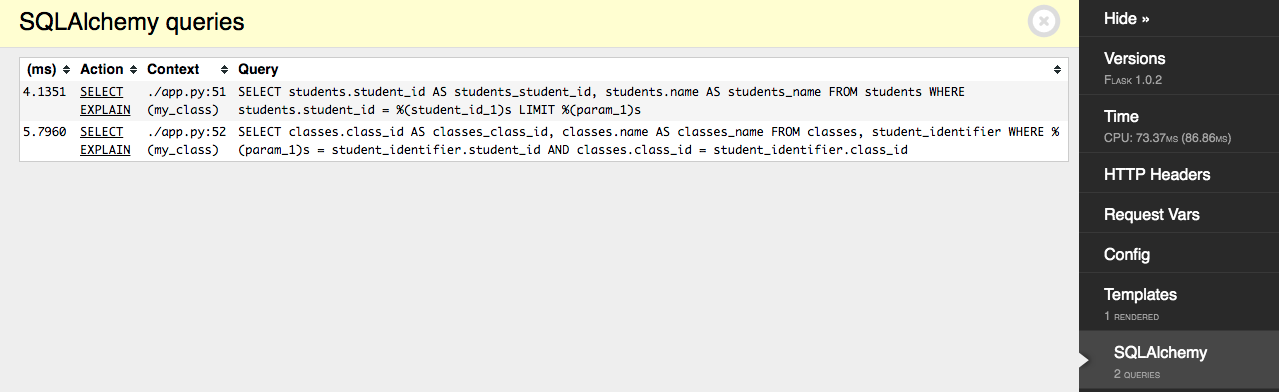 SQLAlchemy queries
(ms) Action Context Query
4.1351 SELECT ./app.py:51 SELECT students.student_id AS students_student_id, students.name AS students_name FROM students WHERE
EXPLAIN (my_class) students.student_id = %(student_id_1)s LIMIT %(param_1)s
5.7960 SELECT ./app.py:52 SELECT classes.class_id AS classes_class_id, classes.name AS classes_name FROM classes, student_identifier WHERE %
EXPLAIN (my_class) (param_1)s = student_identifier.student_id AND classes.class_id = student_identifier.class_id
Hide »
Versions
Flask 1.0.2
Time
CPU: 73.37ms (86.86ms)
HTTP Headers
Request Vars
Config
Templates
1 rendered
SQLAlchemy
2 queries